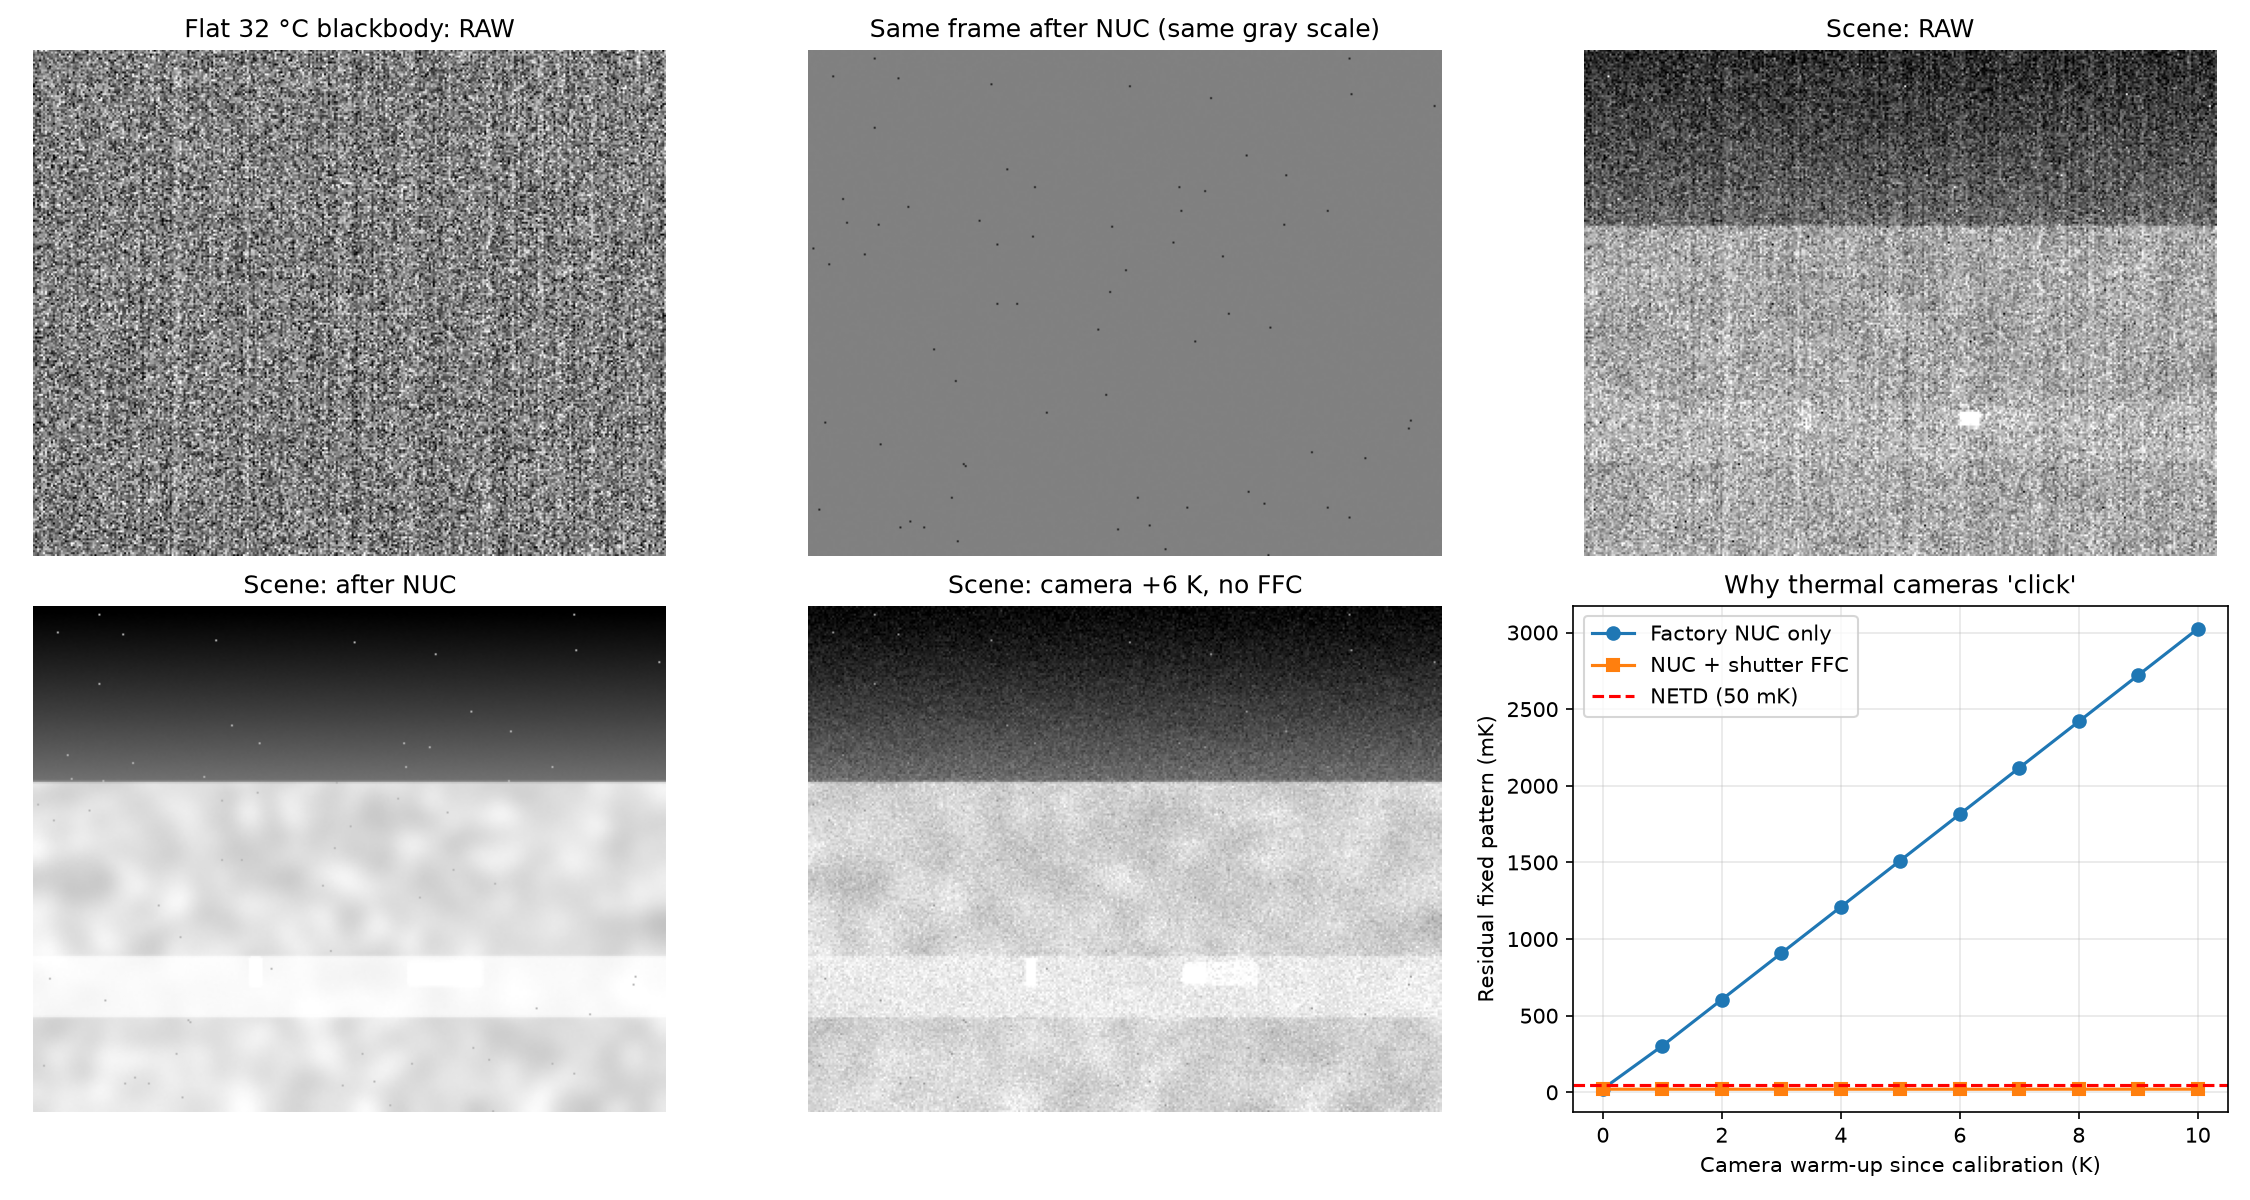 Flat 32 °C blackbody: RAW
Same frame after NUC (same gray scale)
Scene: RAW
Scene: after NUC
Scene: camera +6 K, no FFC
Why thermal cameras 'click'
Factory NUC only
NUC + shutter FFC
NETD (50 mK)
Residual fixed pattern (mK)
3000
2500
2000
1500
1000
500
0
0 2 4 6 8 10
Camera warm-up since calibration (K)